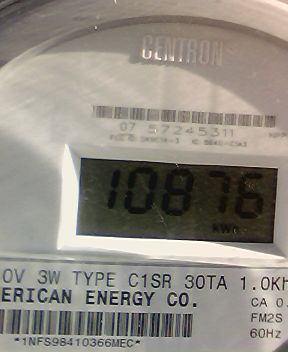 CENTRON
07 57245311
10876
KWH
0V 3W TYPE C1SR 30TA 1.0Kh
ERICAN ENERGY CO.
CA 0.
FM2S
60Hz
*1NFS98410366MEC*